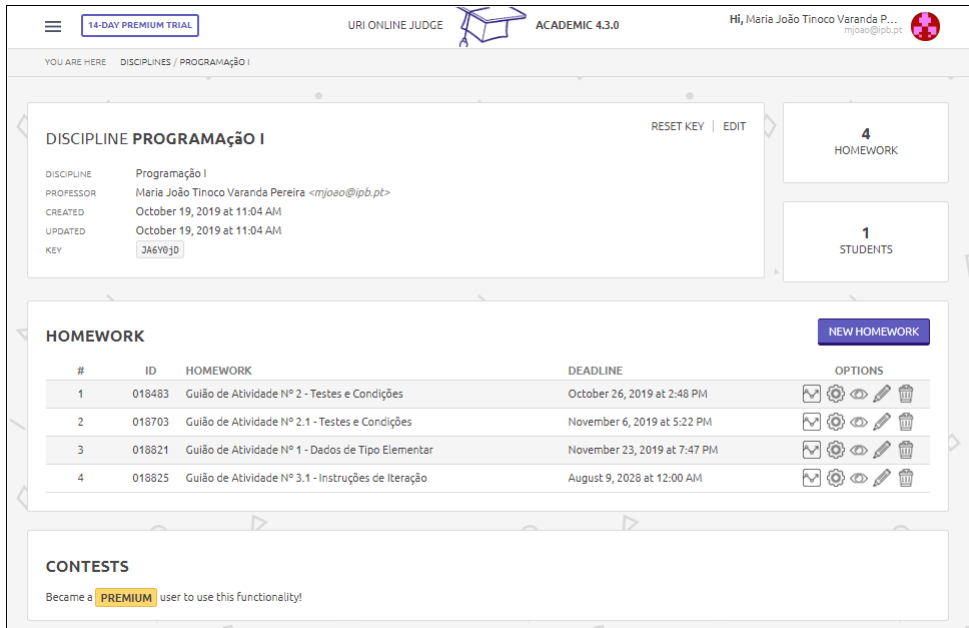 14-DAY PREMIUM TRIAL
URI ONLINE JUDGE ACADEMIC 4.3.0
Hi, Maria João Tinoco Varanda P...
mjoao@ipb.pt
YOU ARE HERE DISCIPLINES / PROGRAMAçãO I
DISCIPLINE PROGRAMAçãO I
RESET KEY | EDIT
DISCIPLINE Programação I
PROFESSOR Maria João Tinoco Varanda Pereira <mjoao@ipb.pt>
CREATED October 19, 2019 at 11:04 AM
UPDATED October 19, 2019 at 11:04 AM
KEY JA6Y0jD
4
HOMEWORK
1
STUDENTS
HOMEWORK
NEW HOMEWORK
# ID HOMEWORK DEADLINE OPTIONS
1 018483 Guião de Atividade Nº 2 - Testes e Condições October 26, 2019 at 2:48 PM
2 018703 Guião de Atividade Nº 2.1 - Testes e Condições November 6, 2019 at 5:22 PM
3 018821 Guião de Atividade Nº 1 - Dados de Tipo Elementar November 23, 2019 at 7:47 PM
4 018825 Guião de Atividade Nº 3.1 - Instruções de Iteração August 9, 2028 at 12:00 AM
CONTESTS
Became a PREMIUM user to use this functionality!